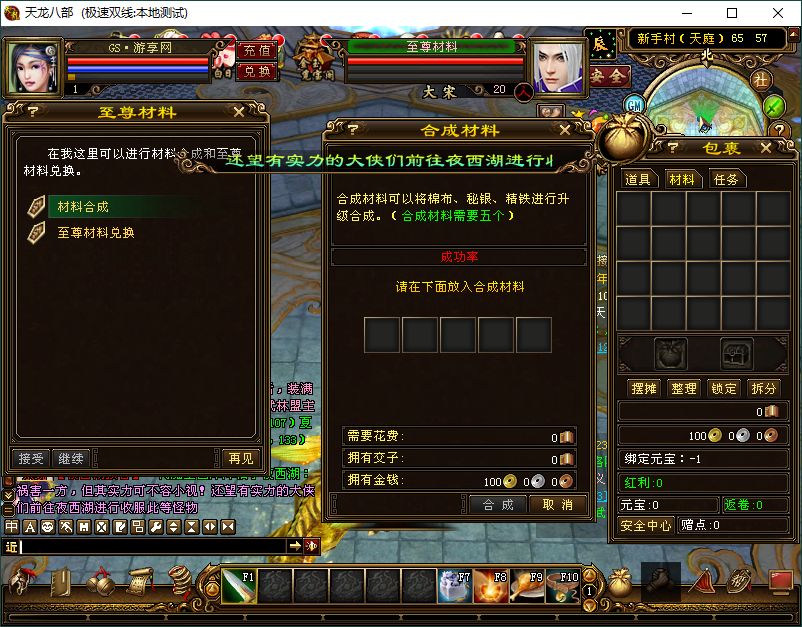 天龙八部 (极速双线:本地测试)
GS·游享网
1
充值
兑换
至尊材料
大宋
20
新手村(天庭) 65 57
北
辰
安全
社
GM
?
至尊材料
在我这里可以进行材料合成和至尊
材料兑换。
材料合成
至尊材料兑换
接受
继续
再见
?
合成材料
还望有实力的大侠们前往夜西湖进行
合成材料可以将棉布、秘银、精铁进行升
级合成。(合成材料需要五个)
成功率
请在下面放入合成材料
需要花费:
0
拥有交子:
0
拥有金钱:
100 0 0
合成
取消
?
包裹
道具
材料
任务
摆摊
整理
锁定
拆分
0
100 0 0
绑定元宝:-1
红利:0
元宝:0
返卷:0
安全中心
赠点:0
祸害一方,但其实力可不容小视!还望有实力的大侠
们前往夜西湖进行收服此等怪物
中
A
近
F1
F7
F8
F9
F10
1